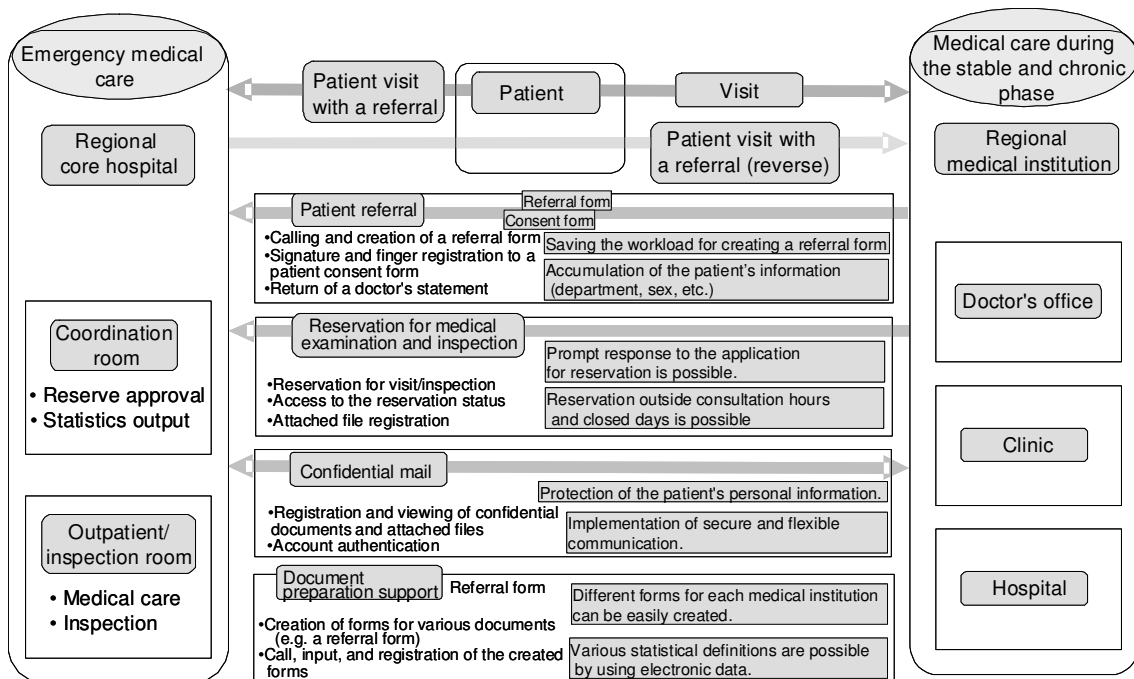 Emergency medical
care
Patient visit
with a referral
Patient
Visit
Medical care during
the stable and chronic
phase
Regional
core hospital
Patient visit with
a referral (reverse)
Regional
medical institution
Patient referral
Referral form
Consent form
•Calling and creation of a referral form
•Signature and finger registration to a
patient consent form
•Return of a doctor's statement
Saving the workload for creating a referral form
Accumulation of the patient's information
(department, sex, etc.)
Doctor's office
Coordination
room
• Reserve approval
• Statistics output
Reservation for medical
examination and inspection
•Reservation for visit/inspection
•Access to the reservation status
•Attached file registration
Prompt response to the application
for reservation is possible.
Reservation outside consultation hours
and closed days is possible
Clinic
Confidential mail
•Registration and viewing of confidential
documents and attached files
•Account authentication
Protection of the patient's personal information.
Implementation of secure and flexible
communication.
Outpatient/
inspection room
• Medical care
• Inspection
Document
preparation support
Referral form
•Creation of forms for various documents
(e.g. a referral form)
•Call, input, and registration of the created
forms
Different forms for each medical institution
can be easily created.
Various statistical definitions are possible
by using electronic data.
Hospital